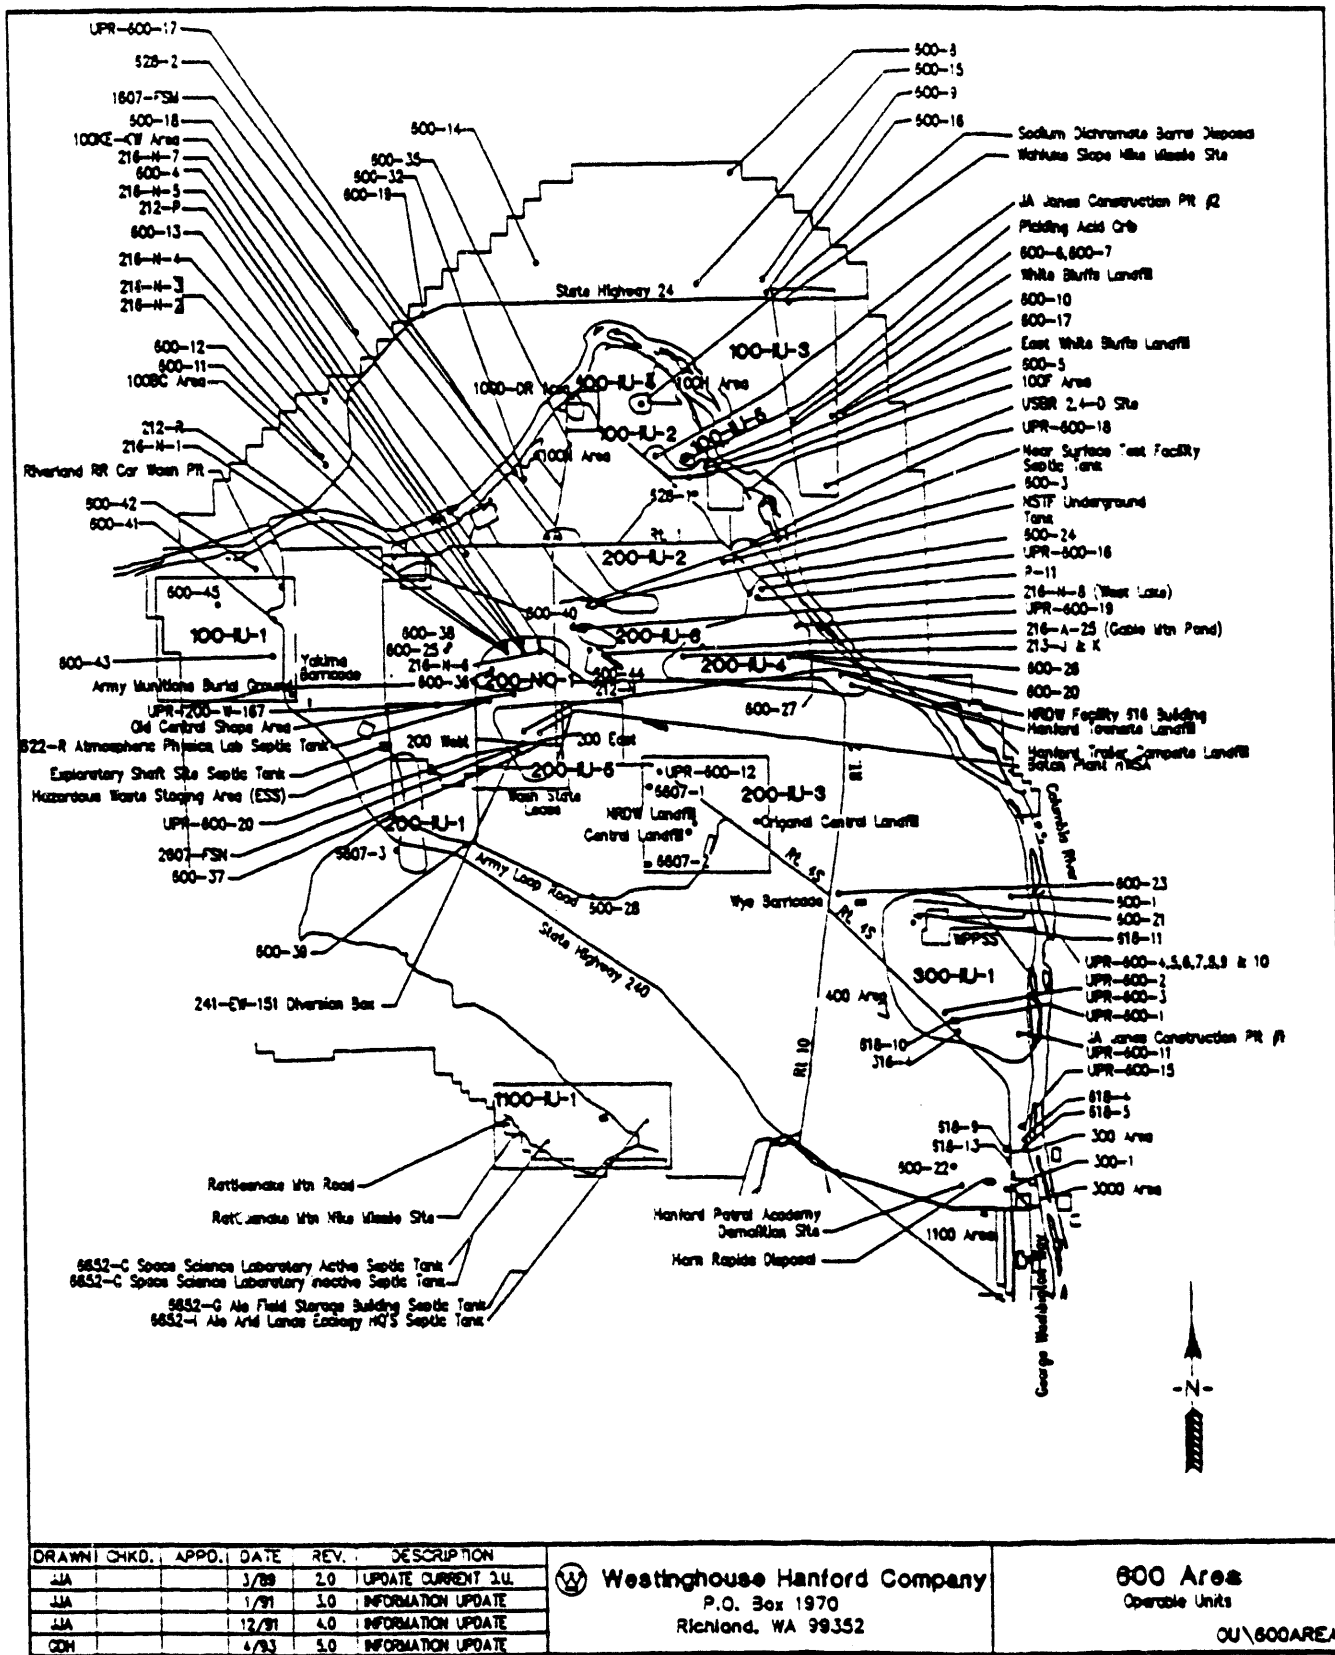 UPR-600-17
628-2
1607-FSM
600-18
100KE-KW Area
216-N-7
600-4
216-N-5
212-P
600-13
216-N-4
216-N-3
216-N-2
600-12
600-11
100BC Area
212-R
216-N-1
Riverland RR Car Wash Pit
600-42
600-41
600-14
600-35
600-32
600-19
600-3
600-15
600-9
600-16
Sodium Dichromate Barrel Disposal
Wahluke Slope Nike Missile Site
JA Jones Construction Pit #2
Pickling Acid Crib
600-6,600-7
White Bluffs Landfill
600-10
600-17
East White Bluffs Landfill
600-5
100F Area
USBR 2,4-D Site
UPR-600-18
Near Surface Test Facility
Septic Tank
600-3
NSTF Underground
Tank
600-24
UPR-600-16
P-11
216-N-8 (West Lake)
UPR-600-19
216-A-25 (Gable Mtn Pond)
213-J & K
600-28
600-20
NRDW Facility 616 Building
Hanford Townsite Landfill
Hanford Trailer Campsite Landfill
Batch Plant HWSA
State Highway 24
100-IU-3
100-IU-4
100H Area
100D-DR Area
100-IU-2
100-IU-5
100N Area
628-1
Rt. 1
200-IU-2
600-45
100-IU-1
600-43
Yakima
Barricade
600-40
600-38
600-25
216-N-6
600-36
200-IU-6
200-IU-4
200-NO-1
600-44
212-N
600-27
Army Munitions Burial Ground
UPR-200-W-167
Old Central Shape Area
622-R Atmospheric Physics Lab Septic Tank
Exploratory Shaft Site Septic Tank
Hazardous Waste Staging Area (ESS)
UPR-600-20
2607-FSN
600-37
200 West
200 East
200-IU-5
Wash State
Lease
200-IU-1
6607-3
UPR-600-12
6607-1
200-IU-3
NRDW Landfill
Central Landfill
Original Central Landfill
6607-2
Rt. 2
Columbia River
Army Loop Road
600-28
Rt. 4S
Rt. 4S
Wye Barricade
State Highway 240
600-39
241-EW-151 Diversion Box
600-23
600-1
600-21
618-11
WPPSS
UPR-600-4,5,6,7,8,9 & 10
UPR-600-2
UPR-600-3
UPR-600-1
300-IU-1
400 Area
618-10
316-4
JA Jones Construction Pit #1
UPR-600-11
UPR-600-15
Rt 10
618-4
618-5
618-9
618-13
300 Area
600-22
300-1
3000 Area
1100-IU-1
Rattlesnake Mtn Road
Rattlesnake Mtn Nike Missile Site
Hanford Patrol Academy
Demolition Site
Horn Rapids Disposal
1100 Area
6652-C Space Science Laboratory Active Septic Tank
6652-C Space Science Laboratory Inactive Septic Tank
6652-G Ale Field Storage Building Septic Tank
6652-I Ale Arid Lands Ecology HQ'S Septic Tank
George Washington Way
-N-
DRAWN CHKD. APPD. DATE REV. DESCRIPTION
JJA 3/89 2.0 UPDATE CURRENT O.U.
JJA 1/91 3.0 INFORMATION UPDATE
JJA 12/91 4.0 INFORMATION UPDATE
GDH 4/93 5.0 INFORMATION UPDATE
Westinghouse Hanford Company
P.O. Box 1970
Richland, WA 99352
600 Area
Operable Units
OU\600AREA